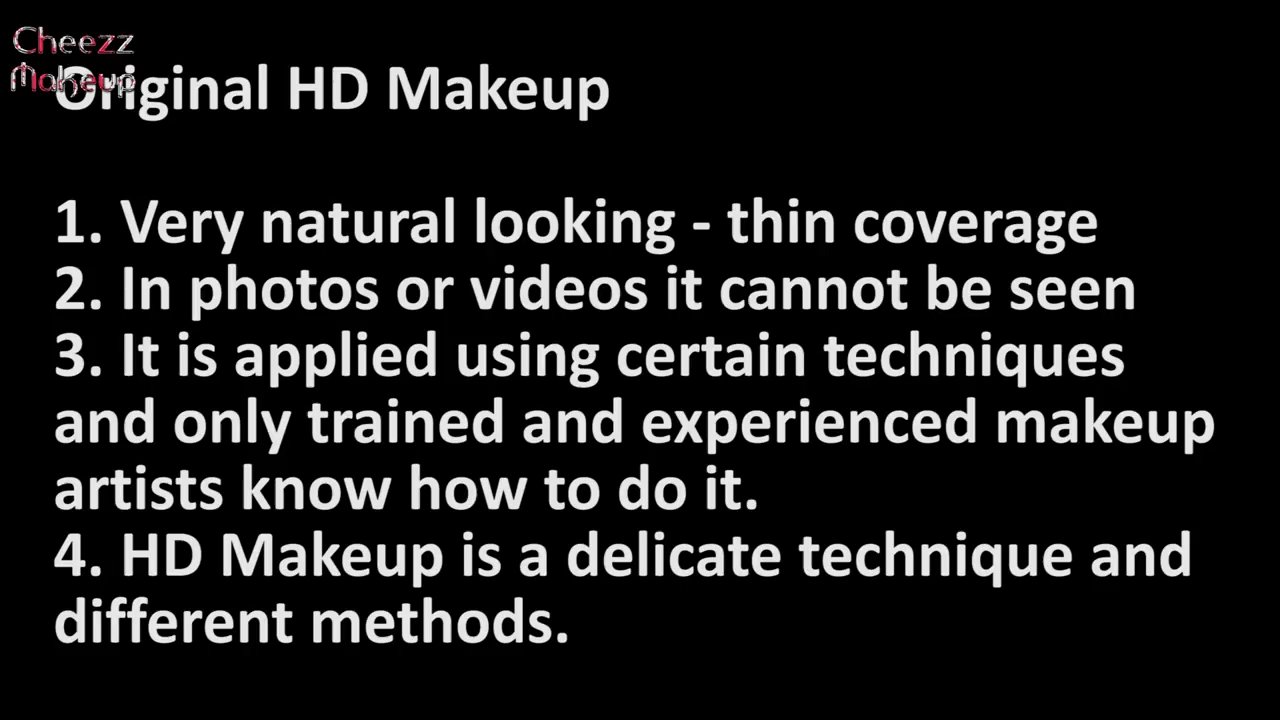 Cheezz
Makeup
Original HD Makeup
1. Very natural looking - thin coverage
2. In photos or videos it cannot be seen
3. It is applied using certain techniques
and only trained and experienced makeup
artists know how to do it.
4. HD Makeup is a delicate technique and
different methods.